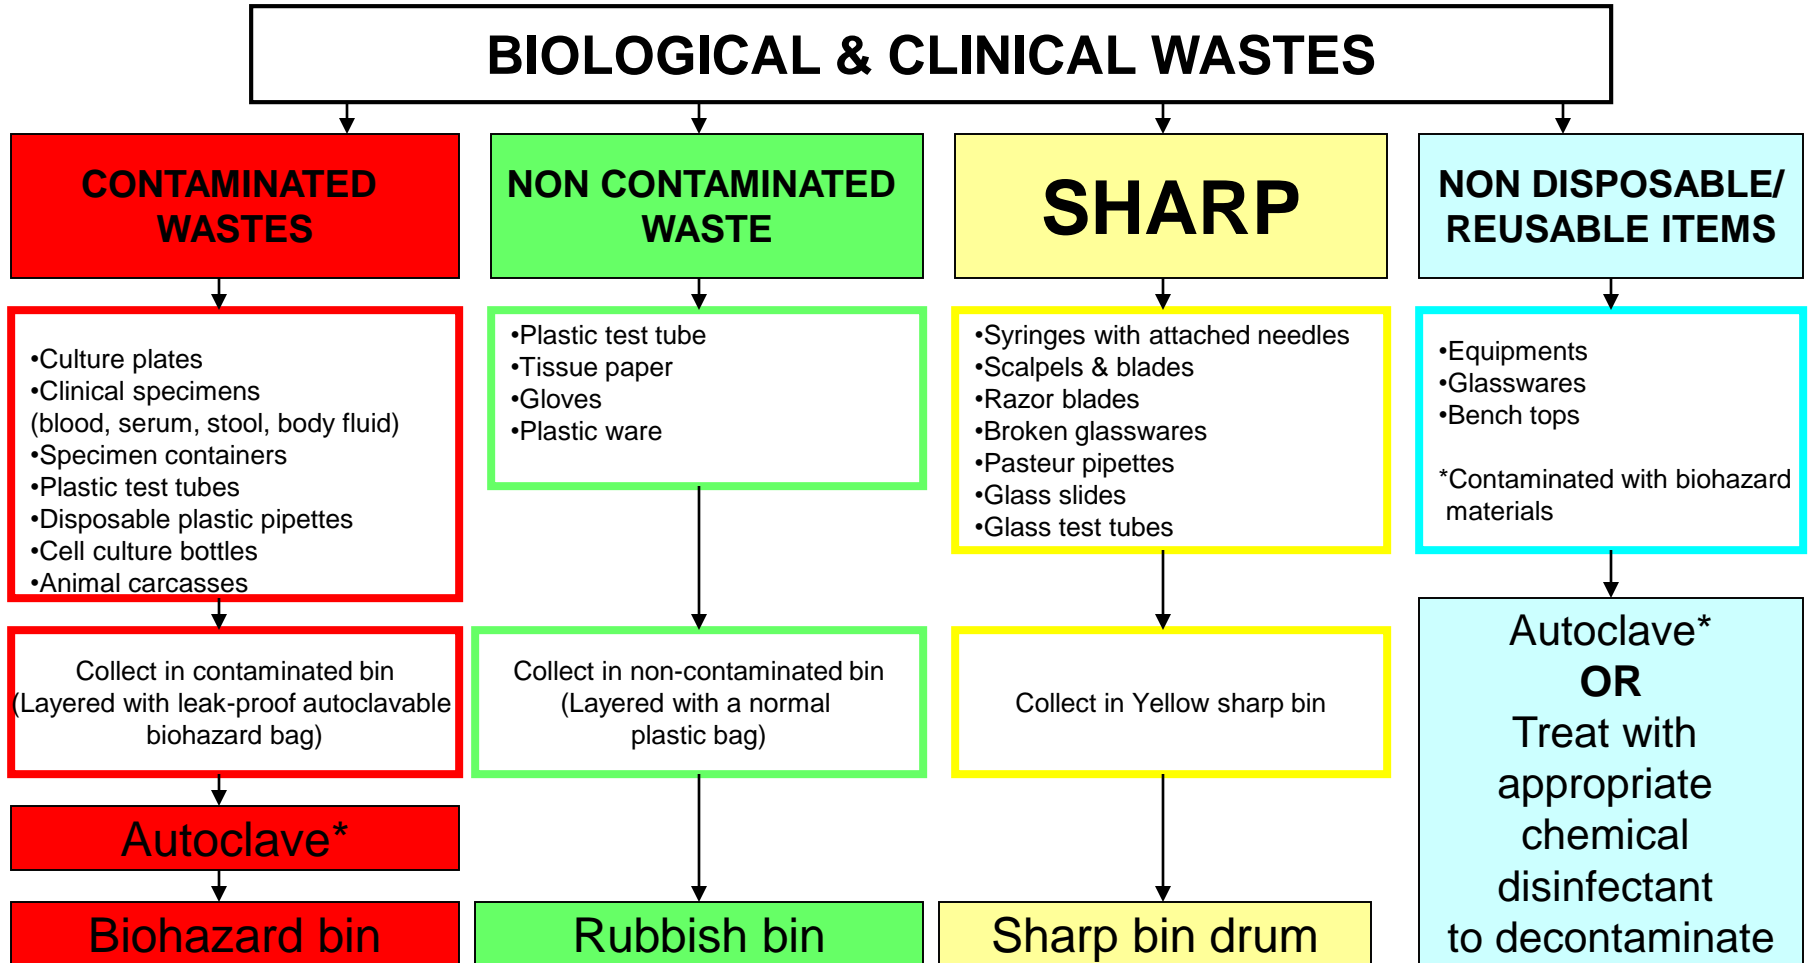 BIOLOGICAL & CLINICAL WASTES
CONTAMINATED
WASTES
•Culture plates
•Clinical specimens
(blood, serum, stool, body fluid)
•Specimen containers
•Plastic test tubes
•Disposable plastic pipettes
•Cell culture bottles
•Animal carcasses
Collect in contaminated bin
(Layered with leak-proof autoclavable
biohazard bag)
Autoclave*
Biohazard bin
NON CONTAMINATED
WASTE
•Plastic test tube
•Tissue paper
•Gloves
•Plastic ware
Collect in non-contaminated bin
(Layered with a normal
plastic bag)
Rubbish bin
SHARP
•Syringes with attached needles
•Scalpels & blades
•Razor blades
•Broken glasswares
•Pasteur pipettes
•Glass slides
•Glass test tubes
Collect in Yellow sharp bin
Sharp bin drum
NON DISPOSABLE/
REUSABLE ITEMS
•Equipments
•Glasswares
•Bench tops
*Contaminated with biohazard
materials
Autoclave*
OR
Treat with
appropriate
chemical
disinfectant
to decontaminate